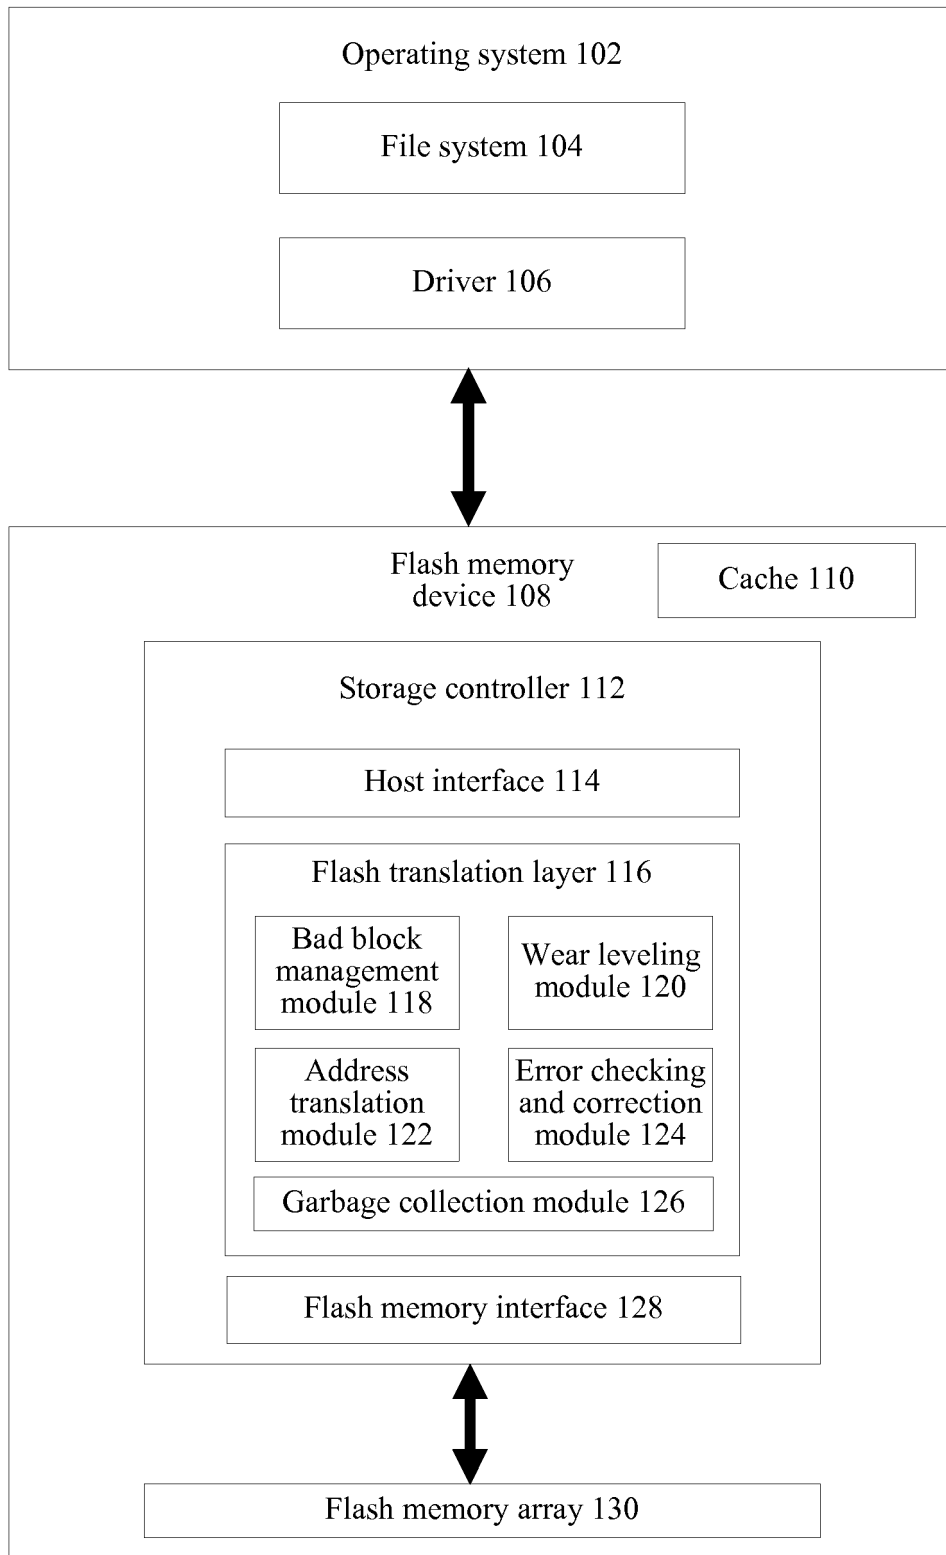 Operating system 102
File system 104
Driver 106
Flash memory
device 108
Cache 110
Storage controller 112
Host interface 114
Flash translation layer 116
Bad block
management
module 118
Wear leveling
module 120
Address
translation
module 122
Error checking
and correction
module 124
Garbage collection module 126
Flash memory interface 128
Flash memory array 130